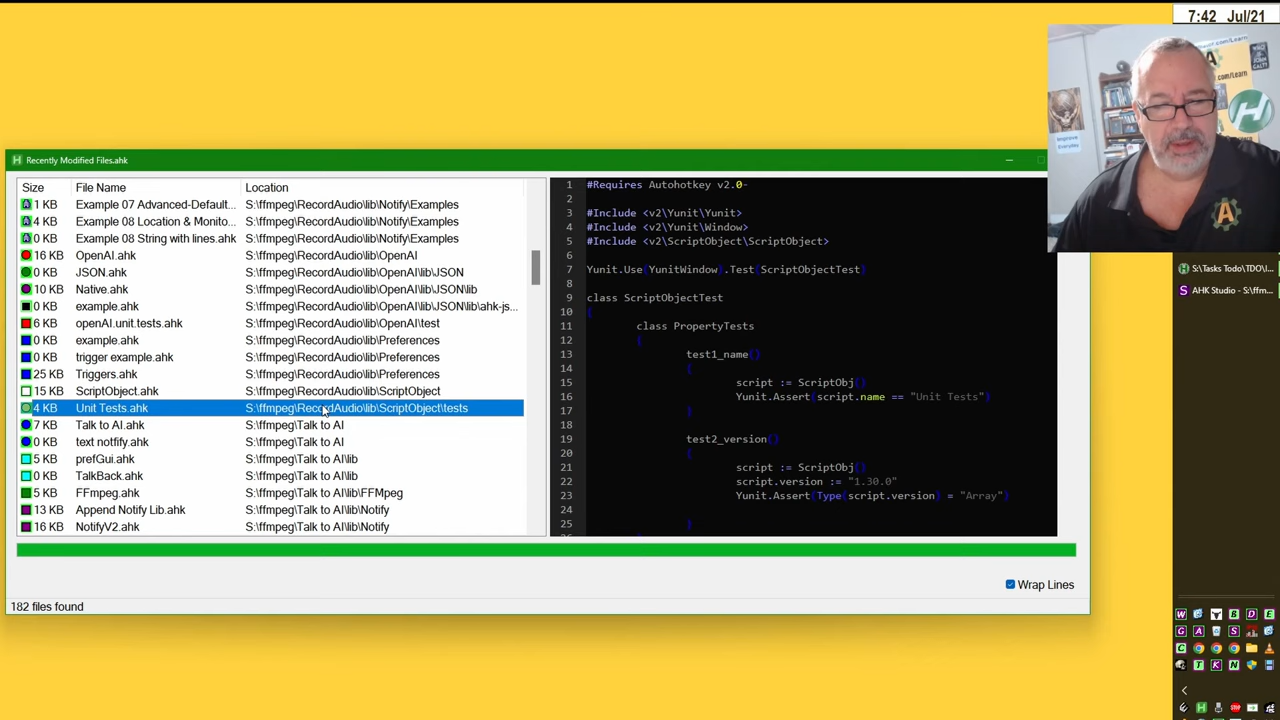 7:42 Jul/21
Recently Modified Files.ahk
Size File Name Location
1 KB Example 07 Advanced-Default... S:\ffmpeg\RecordAudio\lib\Notify\Examples
4 KB Example 08 Location & Monito... S:\ffmpeg\RecordAudio\lib\Notify\Examples
0 KB Example 08 String with lines.ahk S:\ffmpeg\RecordAudio\lib\Notify\Examples
16 KB OpenAI.ahk S:\ffmpeg\RecordAudio\lib\OpenAI
0 KB JSON.ahk S:\ffmpeg\RecordAudio\lib\OpenAI\lib\JSON
10 KB Native.ahk S:\ffmpeg\RecordAudio\lib\OpenAI\lib\JSON\lib
0 KB example.ahk S:\ffmpeg\RecordAudio\lib\OpenAI\lib\JSON\lib\ahk-js...
6 KB openAI.unit.tests.ahk S:\ffmpeg\RecordAudio\lib\OpenAI\test
0 KB example.ahk S:\ffmpeg\RecordAudio\lib\Preferences
0 KB trigger example.ahk S:\ffmpeg\RecordAudio\lib\Preferences
25 KB Triggers.ahk S:\ffmpeg\RecordAudio\lib\Preferences
15 KB ScriptObject.ahk S:\ffmpeg\RecordAudio\lib\ScriptObject
4 KB Unit Tests.ahk S:\ffmpeg\RecordAudio\lib\ScriptObject\tests
7 KB Talk to AI.ahk S:\ffmpeg\Talk to AI
0 KB text notfify.ahk S:\ffmpeg\Talk to AI
5 KB prefGui.ahk S:\ffmpeg\Talk to AI\lib
0 KB TalkBack.ahk S:\ffmpeg\Talk to AI\lib
5 KB FFmpeg.ahk S:\ffmpeg\Talk to AI\lib\FFMpeg
13 KB Append Notify Lib.ahk S:\ffmpeg\Talk to AI\lib\Notify
16 KB NotifyV2.ahk S:\ffmpeg\Talk to AI\lib\Notify
1 #Requires Autohotkey v2.0-
2
3 #Include <v2\Yunit\Yunit>
4 #Include <v2\Yunit\Window>
5 #Include <v2\ScriptObject\ScriptObject>
6
7 Yunit.Use(YunitWindow).Test(ScriptObjectTest)
8
9 class ScriptObjectTest
10 {
11 class PropertyTests
12 {
13 test1_name()
14 {
15 script := ScriptObj()
16 Yunit.Assert(script.name == "Unit Tests")
17 }
18
19 test2_version()
20 {
21 script := ScriptObj()
22 script.version := "1.30.0"
23 Yunit.Assert(Type(script.version) = "Array")
24
25 }
Wrap Lines
182 files found
S:\Tasks Todo\TDO\I...
AHK Studio - S:\ffm...
Improve
Everyday
WHO
IS
JOHN
GALT?